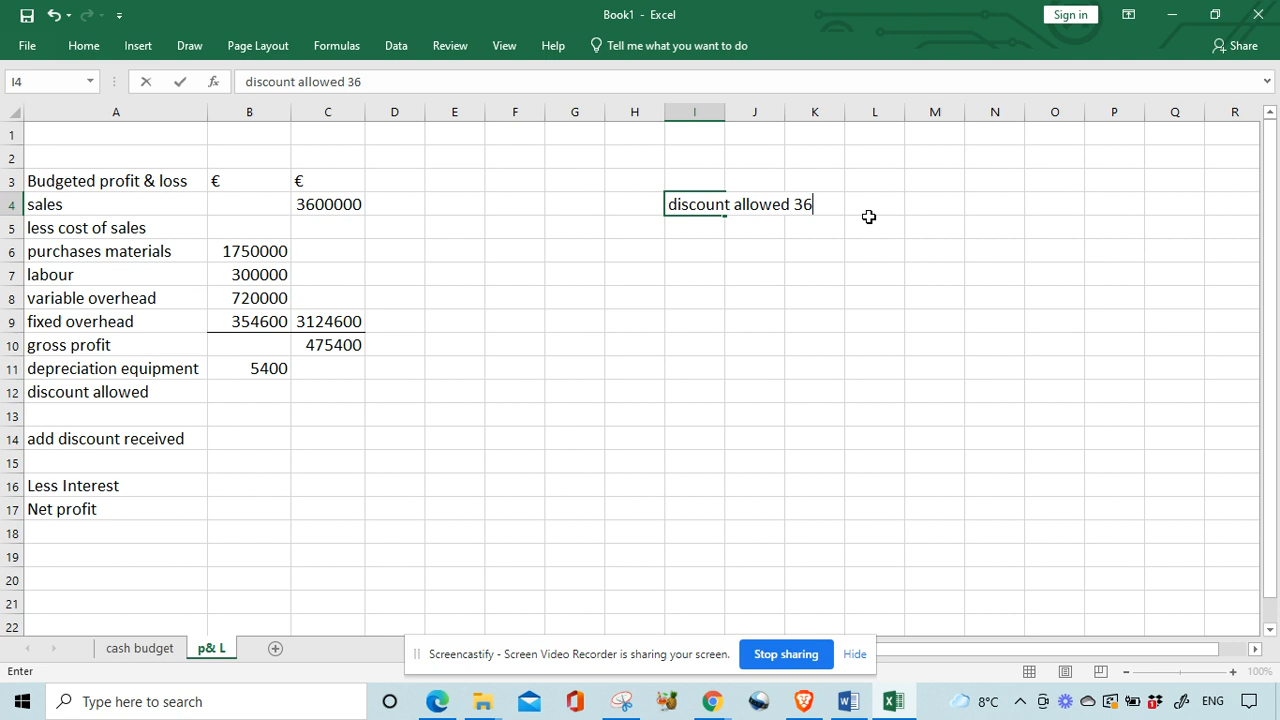 Book1 - Excel
Sign in
File Home Insert Draw Page Layout Formulas Data Review View Help Tell me what you want to do Share
I4 fx discount allowed 36
A B C D E F G H I J K L M N O P Q R
1
2
3 Budgeted profit & loss € €
4 sales 3600000 discount allowed 36
5 less cost of sales
6 purchases materials 1750000
7 labour 300000
8 variable overhead 720000
9 fixed overhead 354600 3124600
10 gross profit 475400
11 depreciation equipment 5400
12 discount allowed
13
14 add discount received
15
16 Less Interest
17 Net profit
18
19
20
21
22
cash budget p& L
Screencastify - Screen Video Recorder is sharing your screen. Stop sharing Hide
Enter 100%
Type here to search 8°C ENG